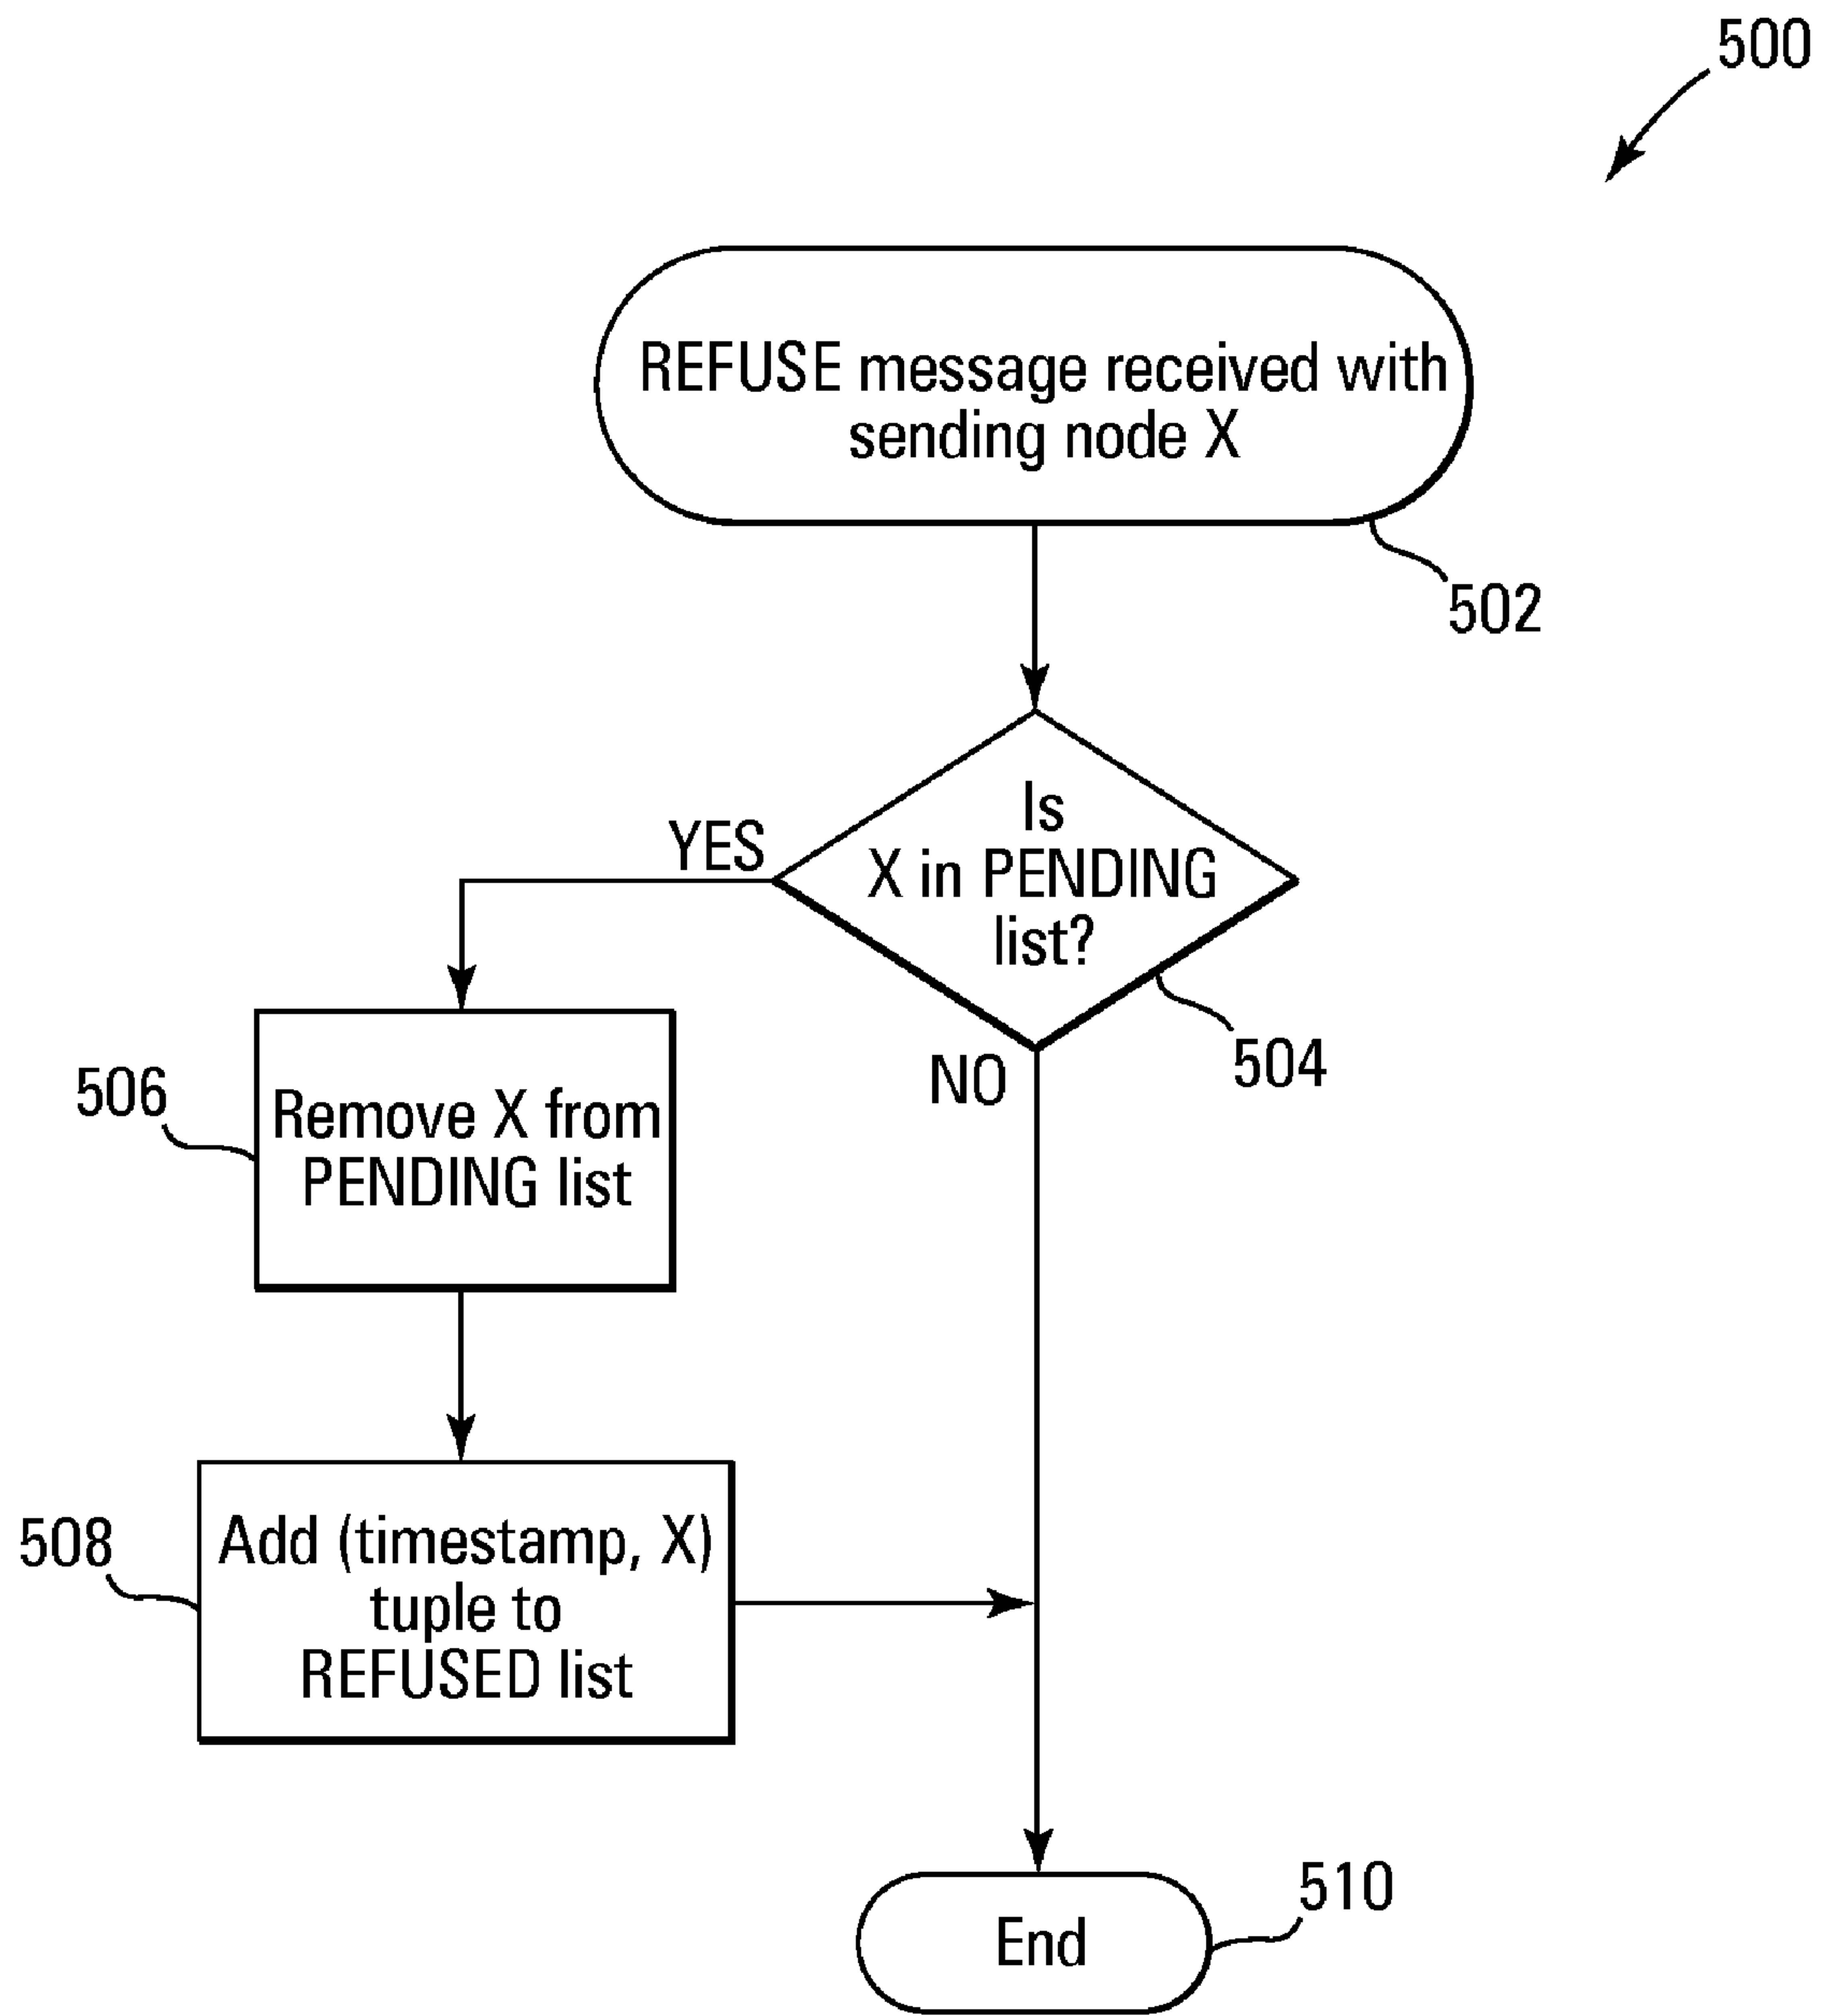 500
REFUSE message received with
sending node X
502
Is
X in PENDING
list?
YES
NO
504
506
Remove X from
PENDING list
508
Add (timestamp, X)
tuple to
REFUSED list
510
End